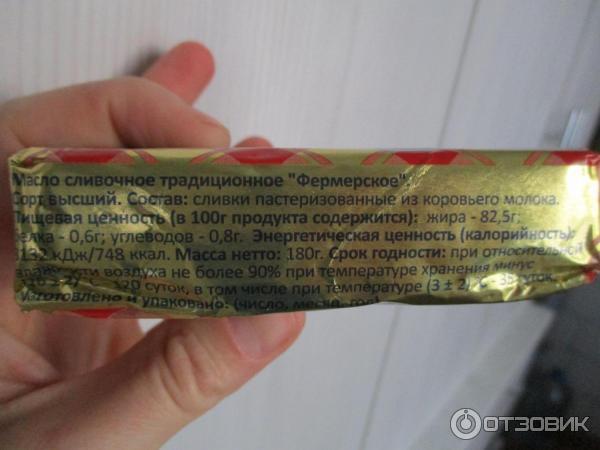 Масло сливочное традиционное "Фермерское"
Сорт высший. Состав: сливки пастеризованные из коровьего молока.
Пищевая ценность (в 100г продукта содержится): жира - 82,5г;
белка - 0,6г; углеводов - 0,8г. Энергетическая ценность (калорийность):
3132 кДж/748 ккал. Масса нетто: 180г. Срок годности: при относительной
влажности воздуха не более 90% при температуре хранения минус
120 суток, в том числе при температуре (3 ± 2) °С - 35 суток.
Изготовлено и упаковано: (число, месяц, год)
ОТЗОВИК